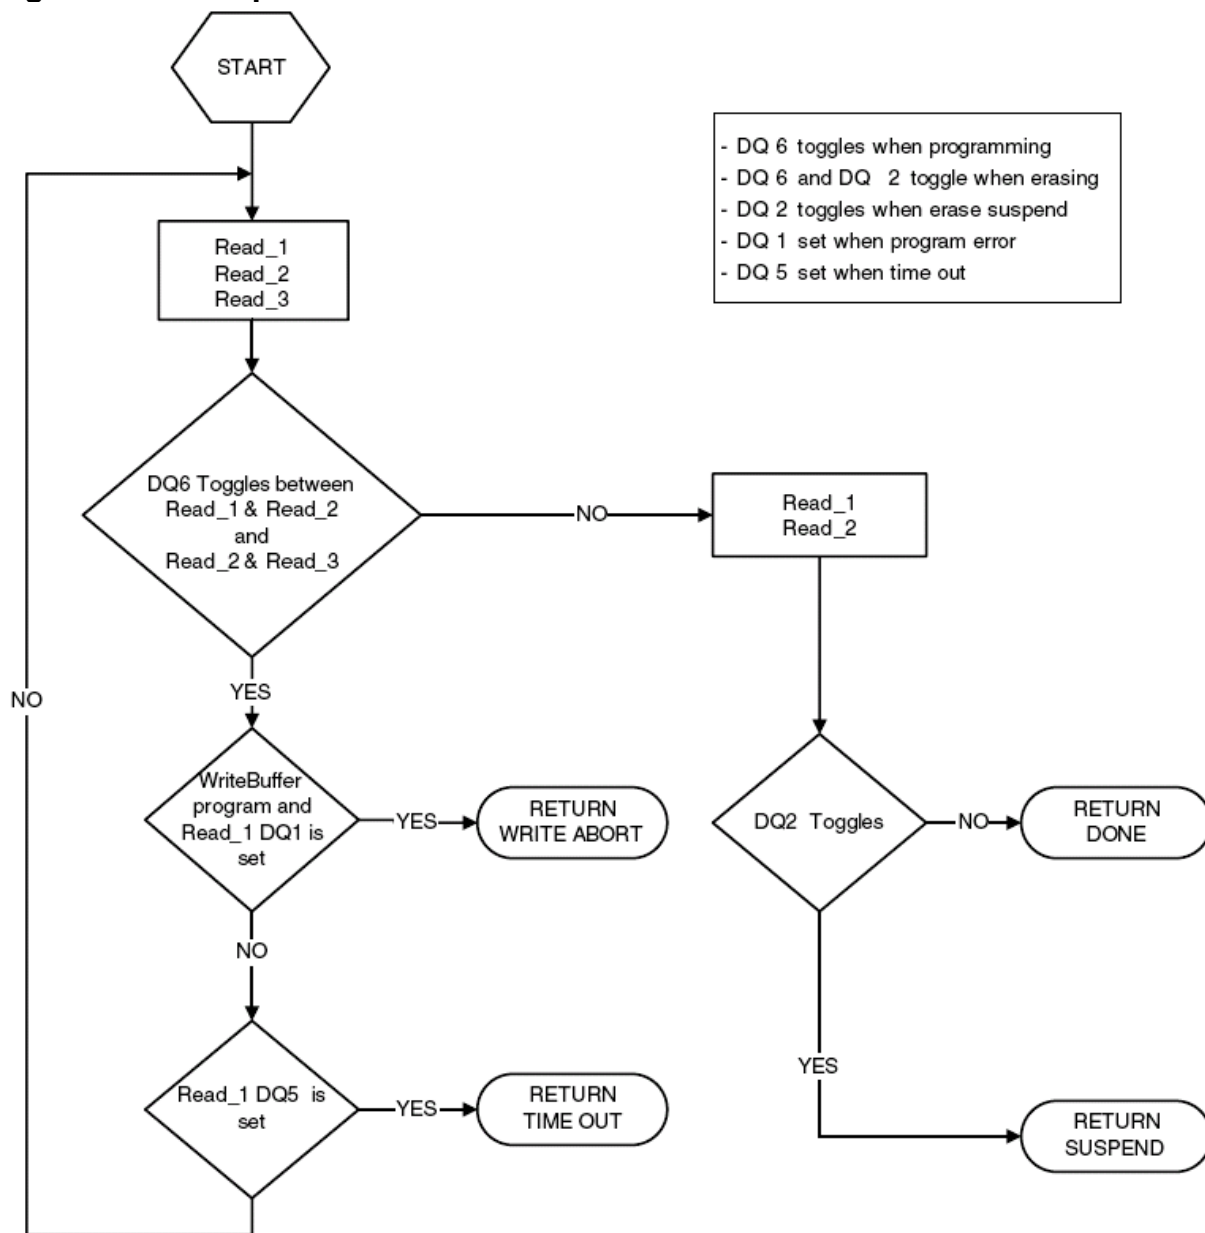 START
- DQ 6 toggles when programming
- DQ 6 and DQ 2 toggle when erasing
- DQ 2 toggles when erase suspend
- DQ 1 set when program error
- DQ 5 set when time out
Read_1
Read_2
Read_3
DQ6 Toggles between
Read_1 & Read_2
and
Read_2 & Read_3
NO
Read_1
Read_2
YES
NO
WriteBuffer
program and
Read_1 DQ1 is
set
YES
RETURN
WRITE ABORT
DQ2 Toggles
NO
RETURN
DONE
NO
YES
Read_1 DQ5 is
set
YES
RETURN
TIME OUT
RETURN
SUSPEND